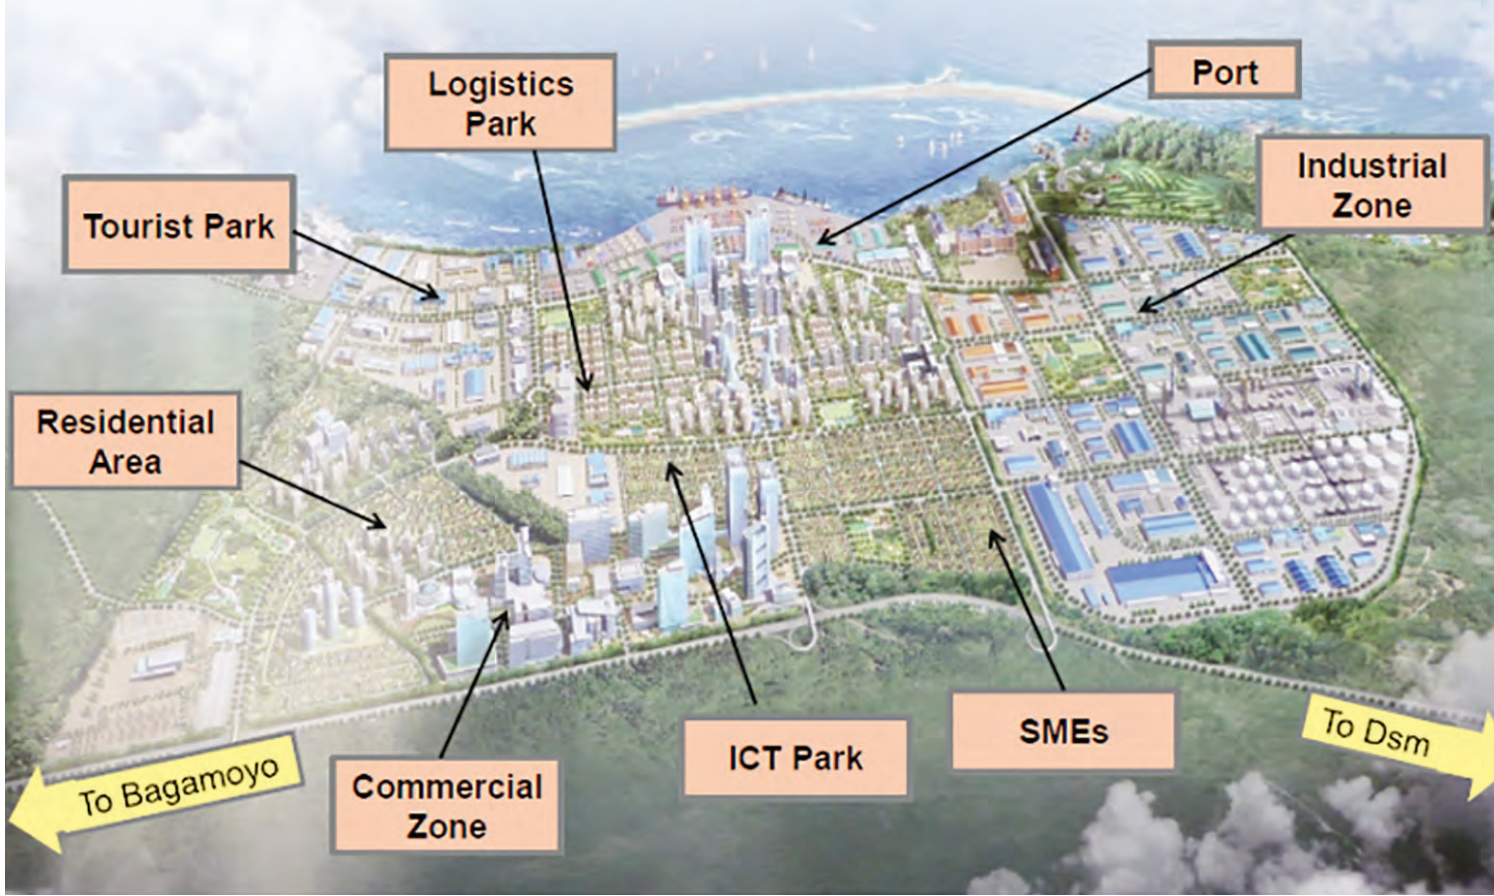 Port
Logistics
Park
Industrial
Zone
Tourist Park
Residential
Area
SMEs
To Dsm
ICT Park
To Bagamoyo
Commercial
Zone